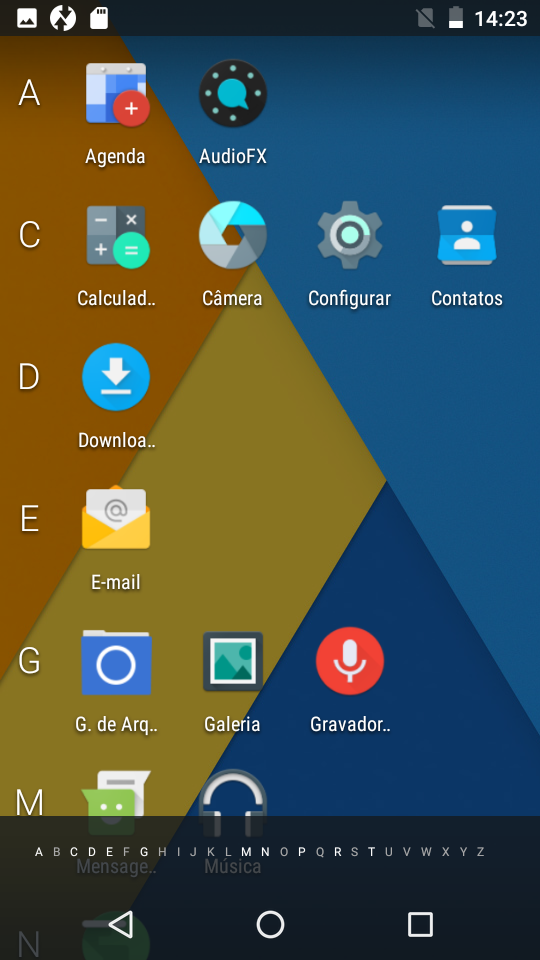 14:23
A
Agenda AudioFX
C
Calculad.. Câmera Configurar Contatos
D
Downloa..
E
E-mail
G
G. de Arq.. Galeria Gravador..
M
A B C D E F G H I J K L M N O P Q R S T U V W X Y Z
Mensage.. Música
N